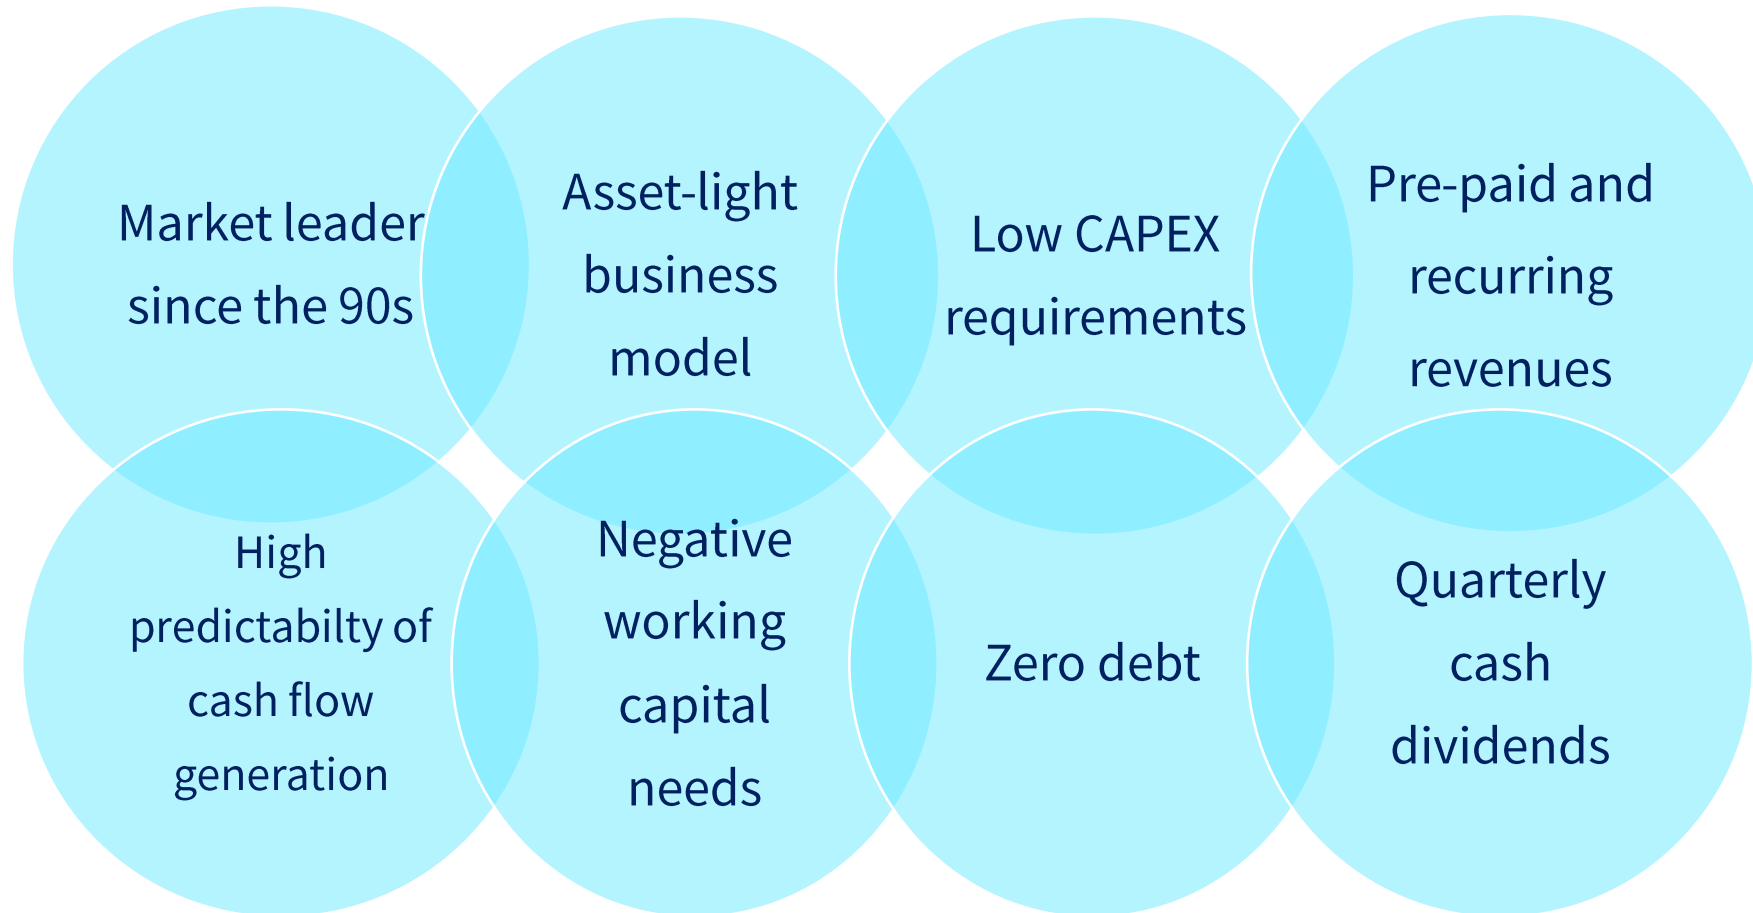 Market leader
since the 90s
Asset-light
business
model
Low CAPEX
requirements
Pre-paid and
recurring
revenues
High
predictabilty of
cash flow
generation
Negative
working
capital
needs
Zero debt
Quarterly
cash
dividends